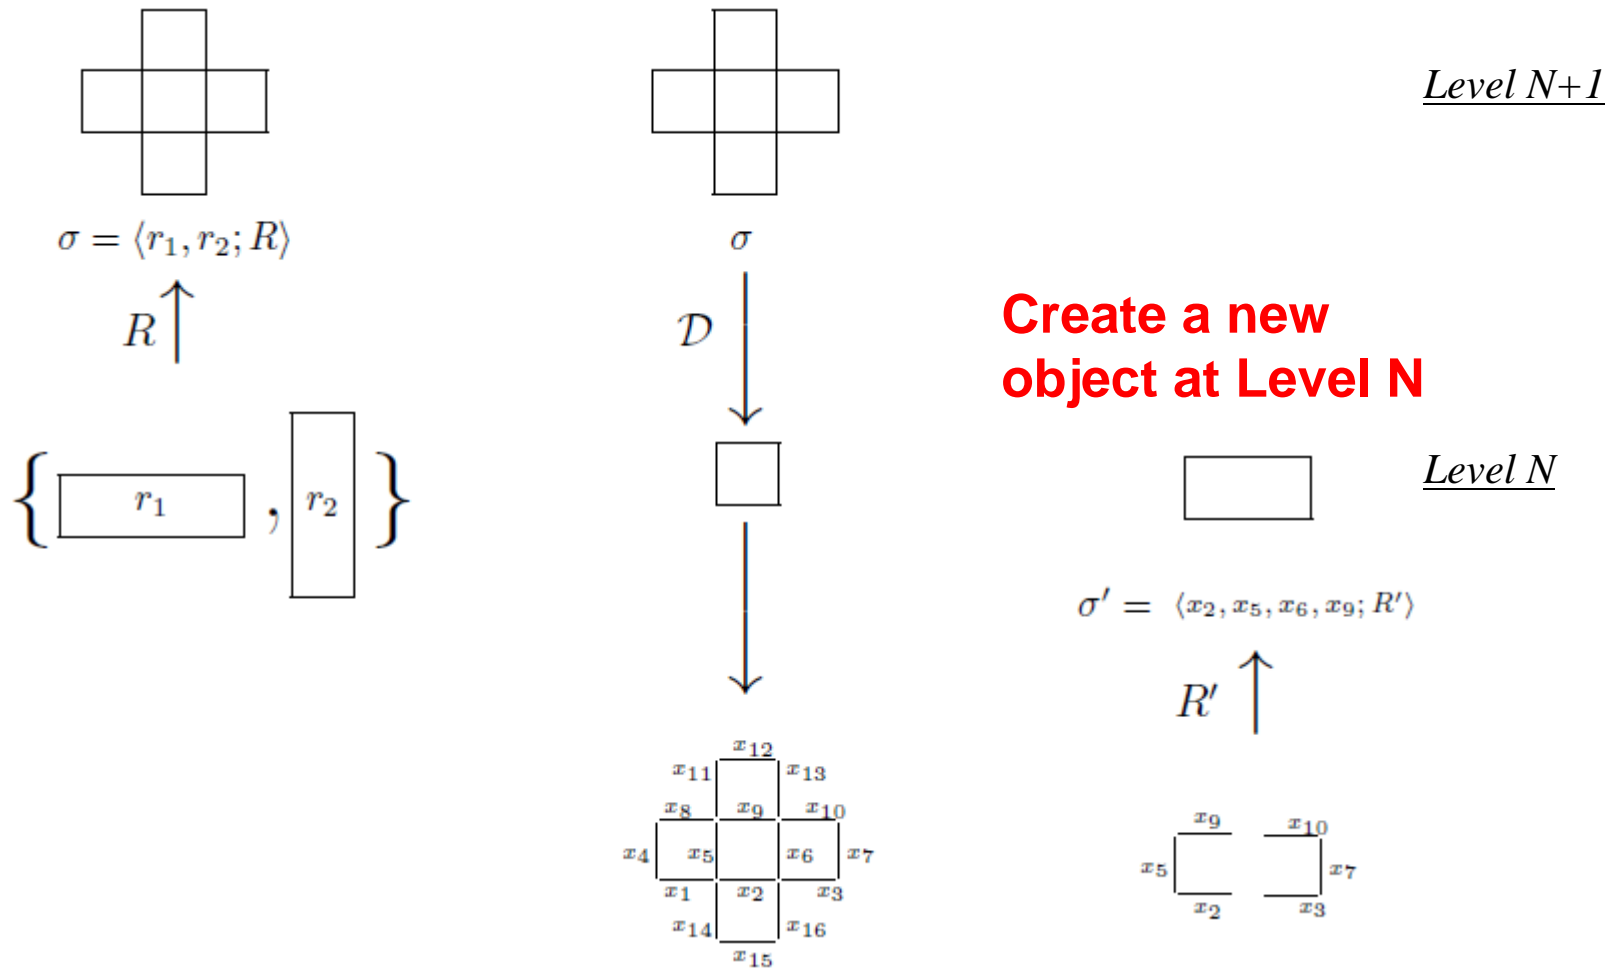 Level N+1
σ = ⟨r₁, r₂; R⟩
σ
R
𝒟
Create a new
object at Level N
{ r₁ , r₂ }
Level N
σ′ = ⟨x₂, x₅, x₆, x₉; R′⟩
R′
x₁₂
x₁₁ x₁₃
x₈ x₉ x₁₀
x₄ x₅ x₆ x₇
x₁ x₂ x₃
x₁₄ x₁₆
x₁₅
x₉ x₁₀
x₅ x₇
x₂ x₃